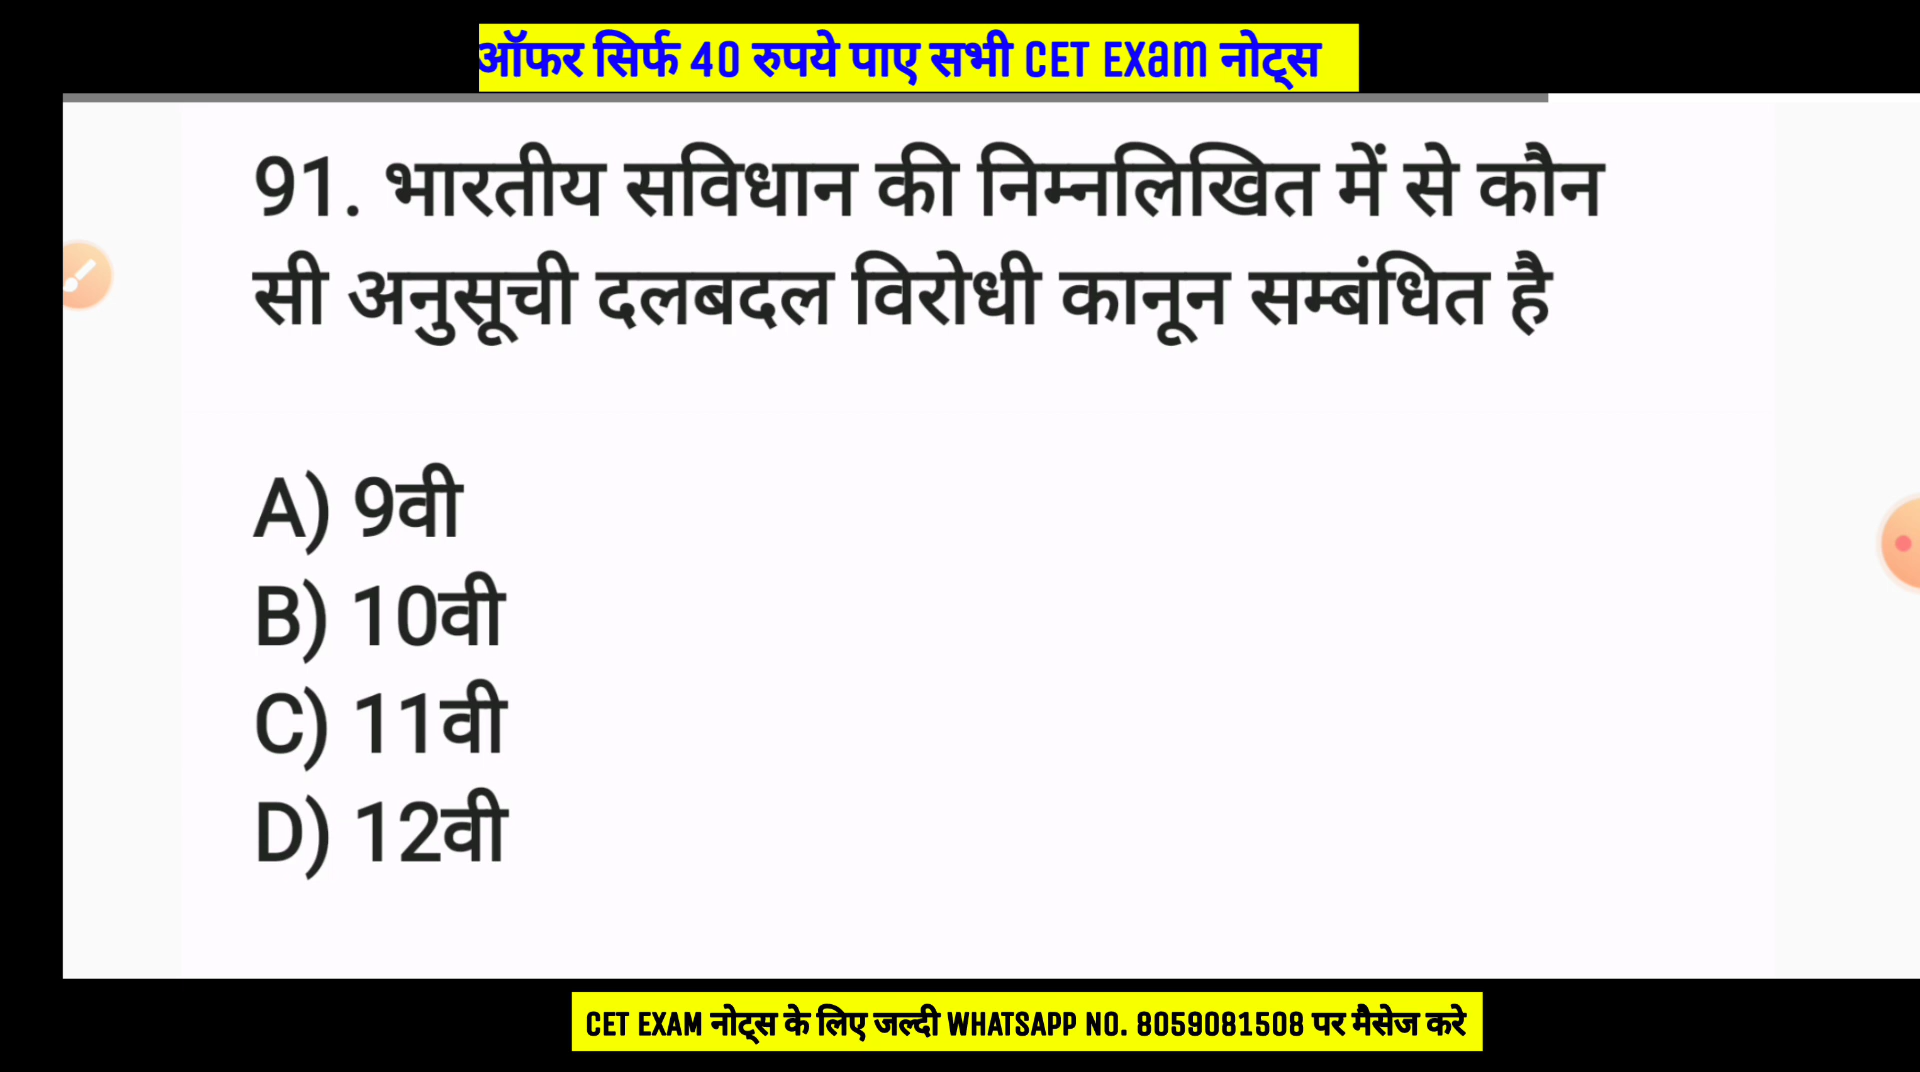 ऑफर सिर्फ 40 रुपये पाए सभी CET Exam नोट्स
91. भारतीय सविधान की निम्नलिखित में से कौन
सी अनुसूची दलबदल विरोधी कानून सम्बंधित है
A) 9वी
B) 10वी
C) 11वी
D) 12वी
CET EXAM नोट्स के लिए जल्दी WHATSAPP NO. 8059081508 पर मैसेज करे